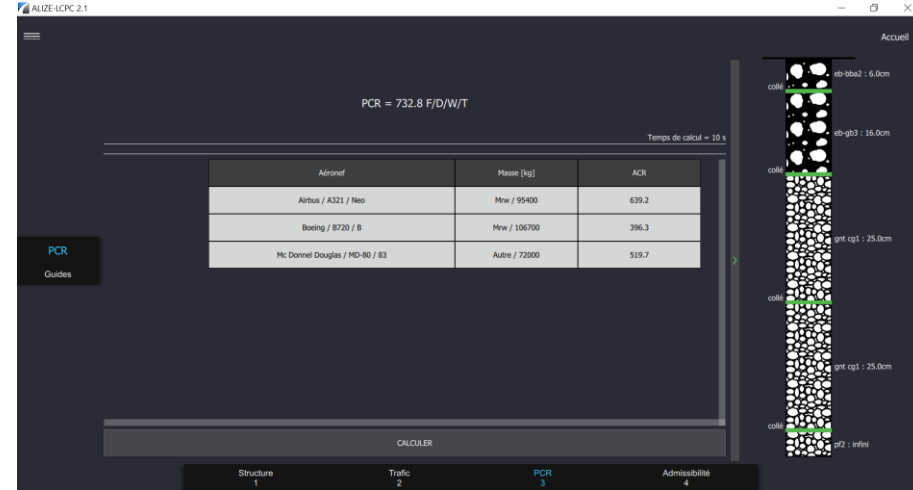 ALIZE-LCPC 2.1
Accueil
PCR = 732.8 F/D/W/T
Temps de calcul = 10 s
Aéronef Masse [kg] ACR
Airbus / A321 / Neo Mrw / 95400 639.2
Boeing / B720 / B Mrw / 106700 396.3
Mc Donnel Douglas / MD-80 / 83 Autre / 72000 519.7
PCR
Guides
collé
eb-bba2 : 6.0cm
eb-gb3 : 16.0cm
collé
gnt cg1 : 25.0cm
collé
gnt cg1 : 25.0cm
collé
pf2 : infini
CALCULER
Structure Trafic PCR Admissibilité
1 2 3 4